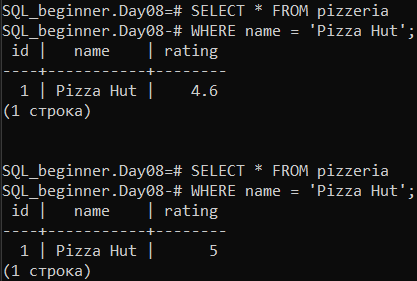 SQL_beginner.Day08=# SELECT * FROM pizzeria
SQL_beginner.Day08-# WHERE name = 'Pizza Hut';
 id |   name    | rating
----+-----------+--------
  1 | Pizza Hut |    4.6
(1 строка)

SQL_beginner.Day08=# SELECT * FROM pizzeria
SQL_beginner.Day08-# WHERE name = 'Pizza Hut';
 id |   name    | rating
----+-----------+--------
  1 | Pizza Hut |      5
(1 строка)